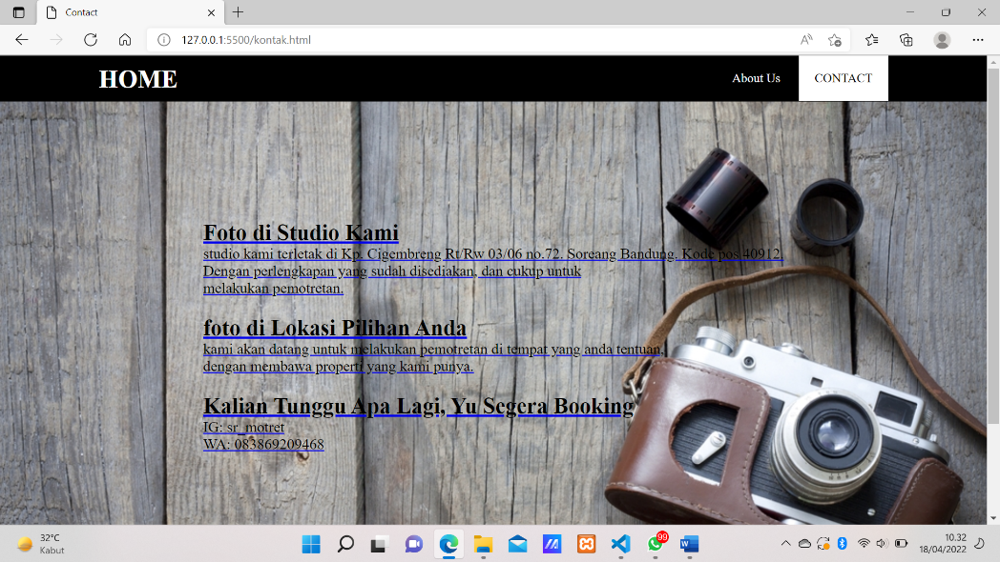 Contact
127.0.0.1:5500/kontak.html
HOME
About Us
CONTACT
Foto di Studio Kami
studio kami terletak di Kp. Cigembreng Rt/Rw 03/06 no.72. Soreang Bandung. Kode pos 40912.
Dengan perlengkapan yang sudah disediakan, dan cukup untuk
melakukan pemotretan.
foto di Lokasi Pilihan Anda
kami akan datang untuk melakukan pemotretan di tempat yang anda tentuan,
dengan membawa properti yang kami punya.
Kalian Tunggu Apa Lagi, Yu Segera Booking
IG: sr_motret
WA: 083869209468
32°C
Kabut
99
10.32
18/04/2022